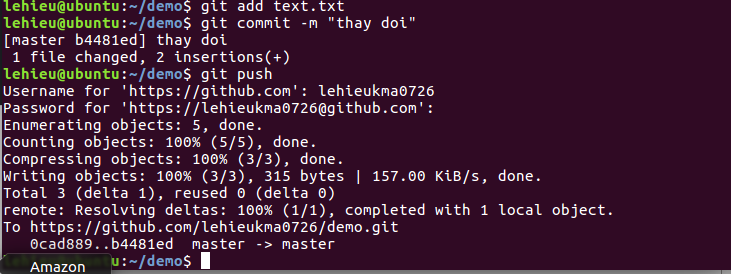 lehieu@ubuntu:~/demo$ git add text.txt
lehieu@ubuntu:~/demo$ git commit -m "thay doi"
[master b4481ed] thay doi
 1 file changed, 2 insertions(+)
lehieu@ubuntu:~/demo$ git push
Username for 'https://github.com': lehieukma0726
Password for 'https://lehieukma0726@github.com':
Enumerating objects: 5, done.
Counting objects: 100% (5/5), done.
Compressing objects: 100% (3/3), done.
Writing objects: 100% (3/3), 315 bytes | 157.00 KiB/s, done.
Total 3 (delta 1), reused 0 (delta 0)
remote: Resolving deltas: 100% (1/1), completed with 1 local object.
To https://github.com/lehieukma0726/demo.git
   0cad889..b4481ed  master -> master
:~/demo$
Amazon